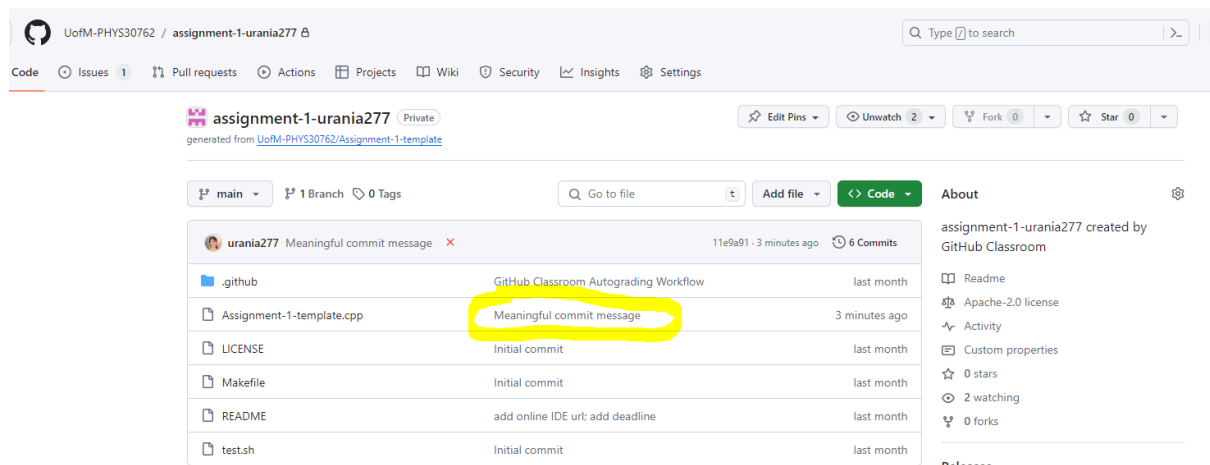 UofM-PHYS30762 / assignment-1-urania277
Type / to search
Code Issues 1 Pull requests Actions Projects Wiki Security Insights Settings
assignment-1-urania277 Private
Edit Pins Unwatch 2 Fork 0 Star 0
generated from UofM-PHYS30762/Assignment-1-template
main 1 Branch 0 Tags Go to file t Add file <> Code
About
urania277 Meaningful commit message 11e9a91 · 3 minutes ago 6 Commits
assignment-1-urania277 created by
GitHub Classroom
.github GitHub Classroom Autograding Workflow last month
Readme
Assignment-1-template.cpp Meaningful commit message 3 minutes ago
Apache-2.0 license
Activity
LICENSE Initial commit last month
Custom properties
Makefile Initial commit last month
0 stars
2 watching
README add online IDE url; add deadline last month
0 forks
test.sh Initial commit last month